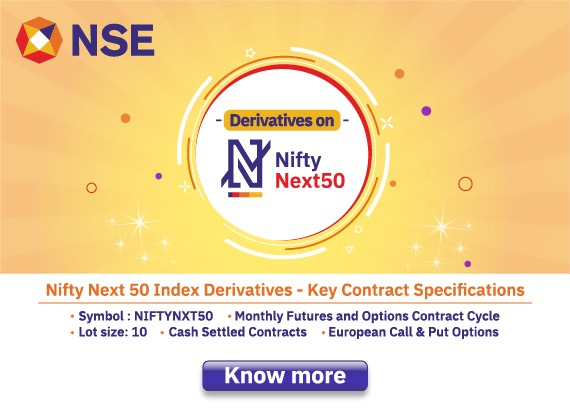 NSE
- Derivatives on -
Nifty
Next50
Nifty Next 50 Index Derivatives - Key Contract Specifications
• Symbol : NIFTYNXT50 • Monthly Futures and Options Contract Cycle
• Lot size: 10 • Cash Settled Contracts • European Call & Put Options
Know more